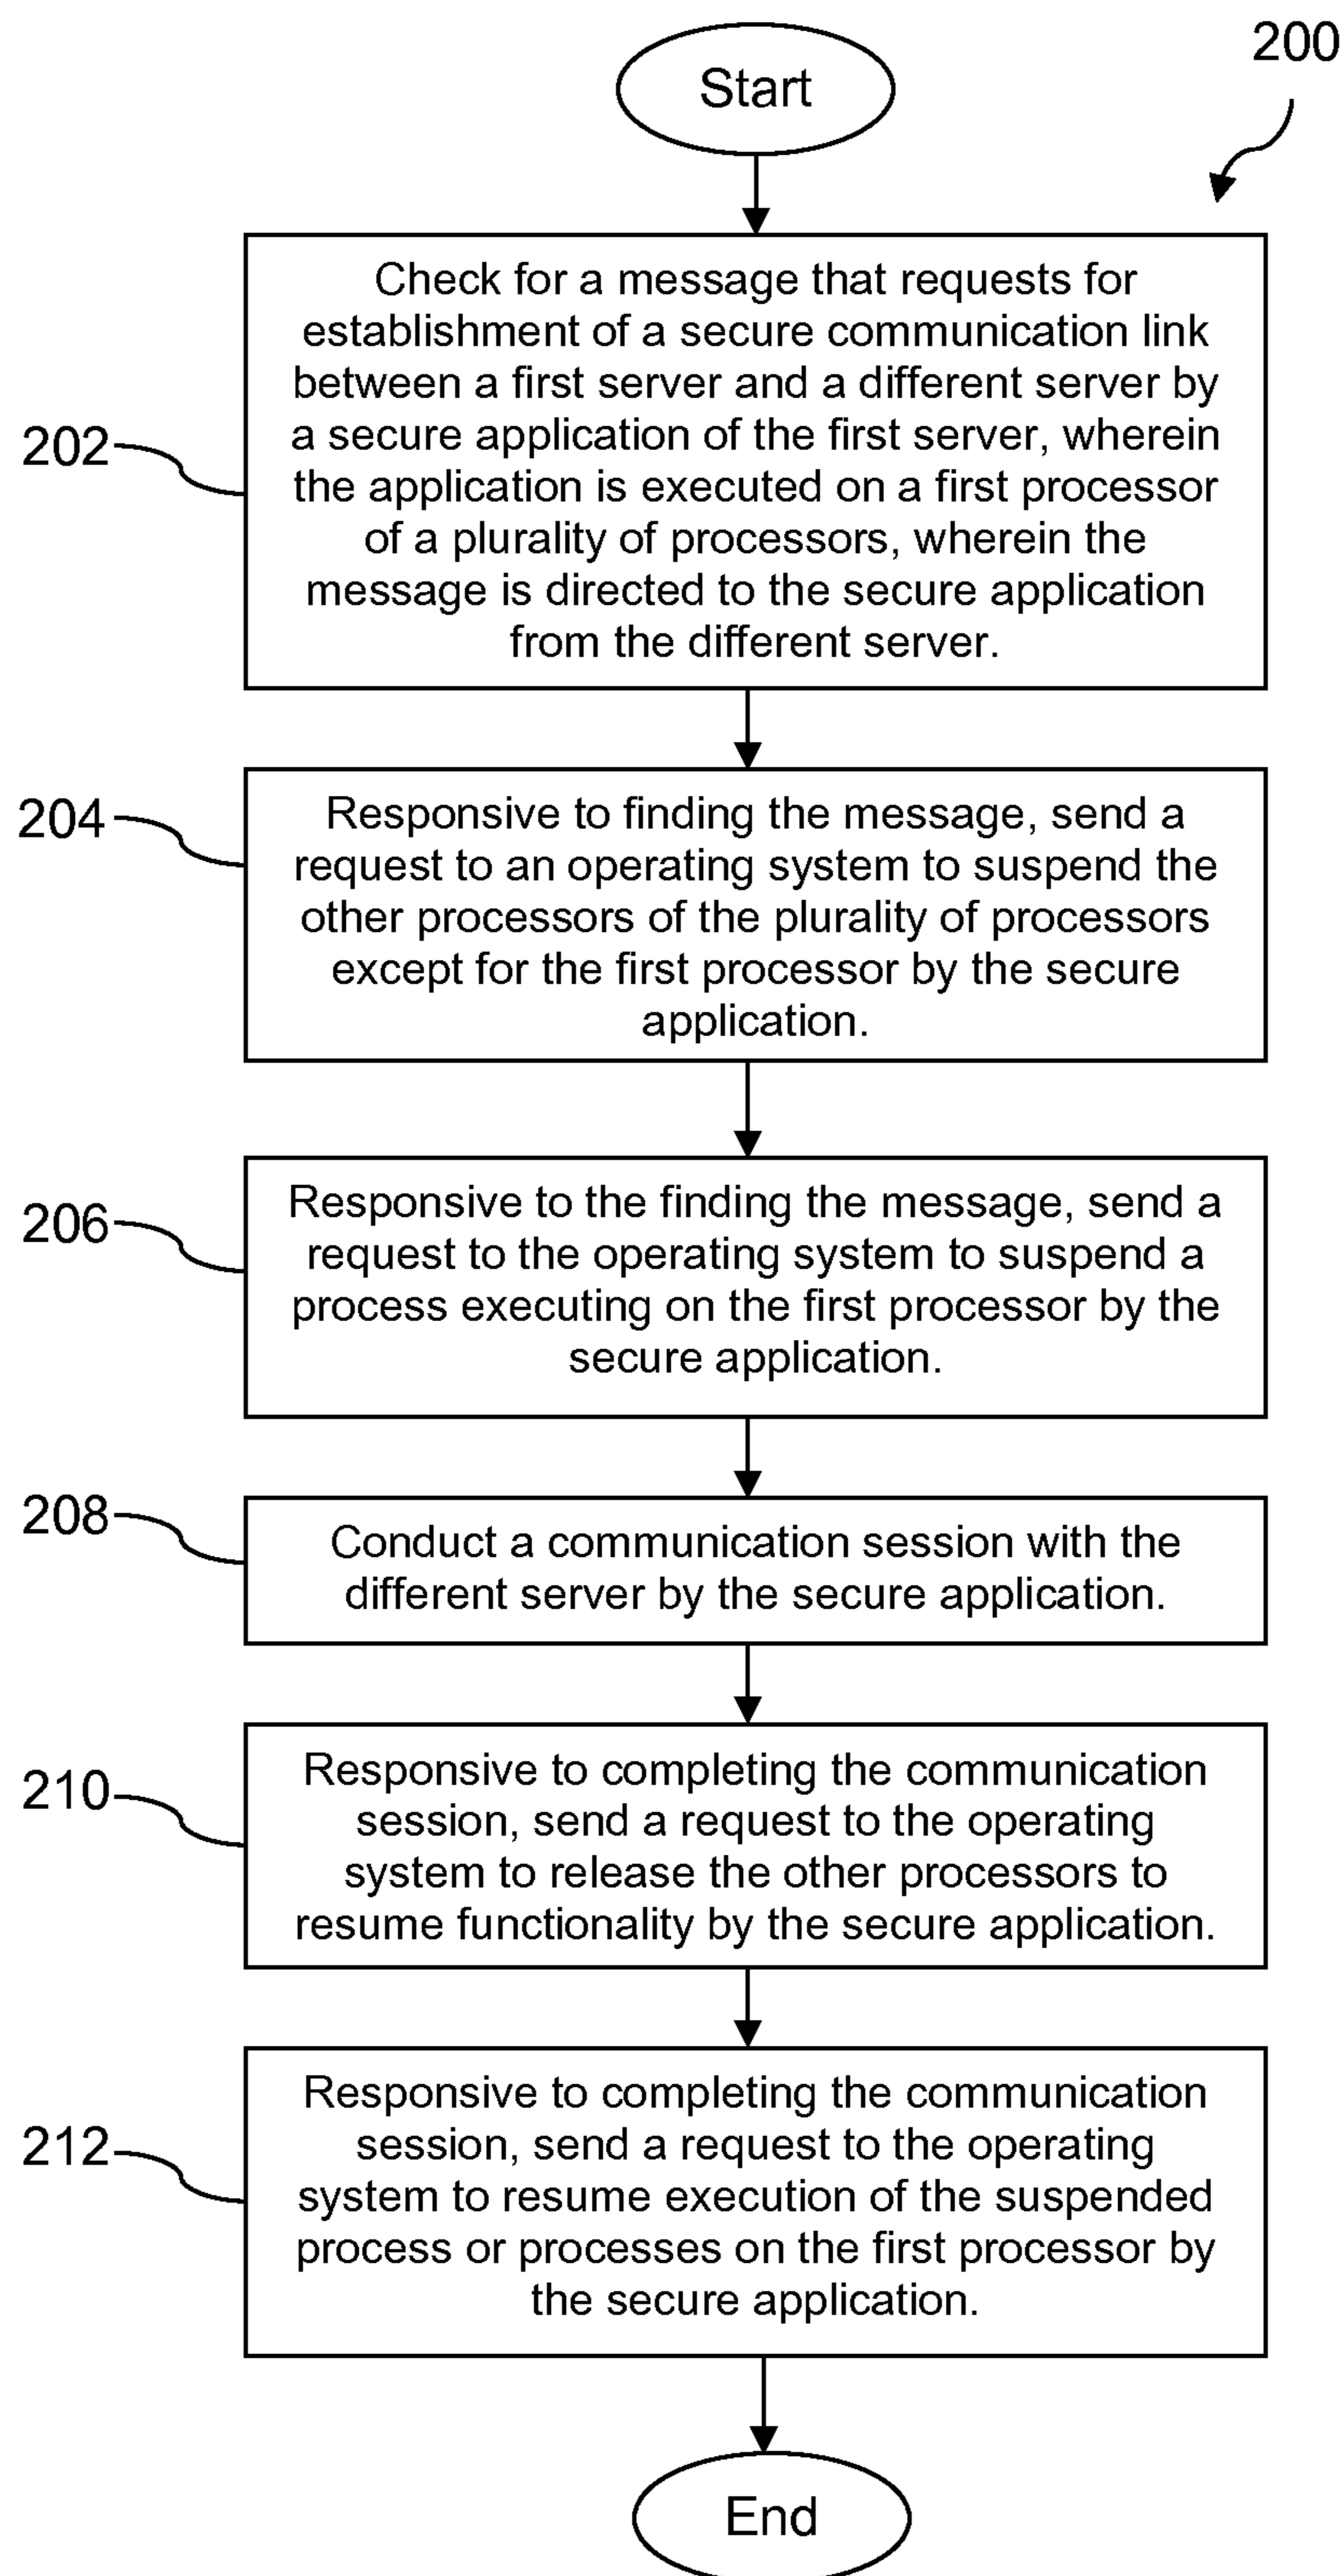 200
Start
Check for a message that requests for
establishment of a secure communication link
between a first server and a different server by
a secure application of the first server, wherein
the application is executed on a first processor
of a plurality of processors, wherein the
message is directed to the secure application
from the different server.
202
Responsive to finding the message, send a
request to an operating system to suspend the
other processors of the plurality of processors
except for the first processor by the secure
application.
204
Responsive to the finding the message, send a
request to the operating system to suspend a
process executing on the first processor by the
secure application.
206
Conduct a communication session with the
different server by the secure application.
208
Responsive to completing the communication
session, send a request to the operating
system to release the other processors to
resume functionality by the secure application.
210
Responsive to completing the communication
session, send a request to the operating
system to resume execution of the suspended
process or processes on the first processor by
the secure application.
212
End